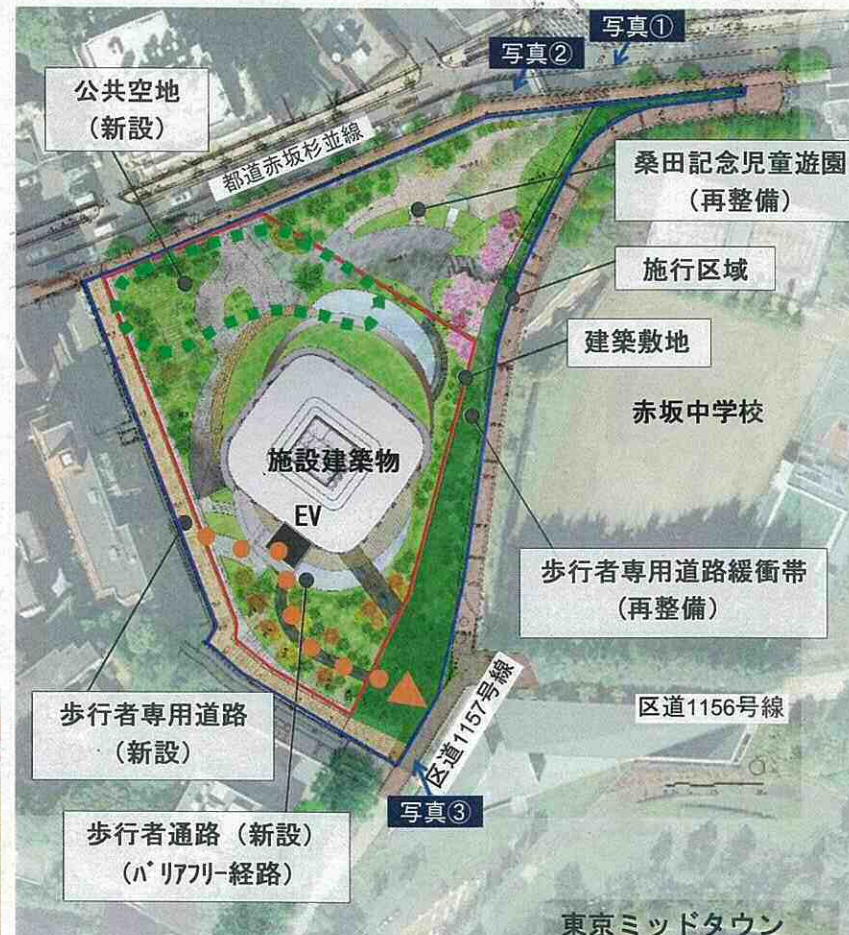 写真①
写真②
公共空地
(新設)
都道赤坂杉並線
桑田記念児童遊園
(再整備)
施行区域
建築敷地
赤坂中学校
施設建築物
EV
歩行者専用道路緩衝帯
(再整備)
歩行者専用道路
(新設)
区道1157号線
区道1156号線
写真③
歩行者通路(新設)
(バリアフリー経路)
東京ミッドタウン